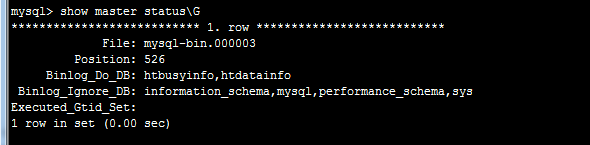 mysql> show master status\G
*************************** 1. row ***************************
File: mysql-bin.000003
Position: 526
Binlog_Do_DB: htbusyinfo,htdatainfo
Binlog_Ignore_DB: information_schema,mysql,performance_schema,sys
Executed_Gtid_Set:
1 row in set (0.00 sec)